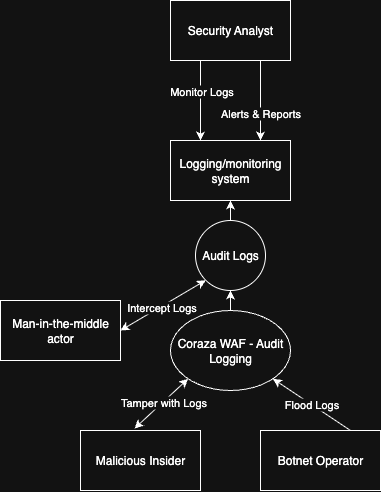 Security Analyst
Monitor Logs
Alerts & Reports
Logging/monitoring
system
Audit Logs
Intercept Logs
Man-in-the-middle
actor
Coraza WAF - Audit
Logging
Tamper with Logs
Flood Logs
Malicious Insider
Botnet Operator